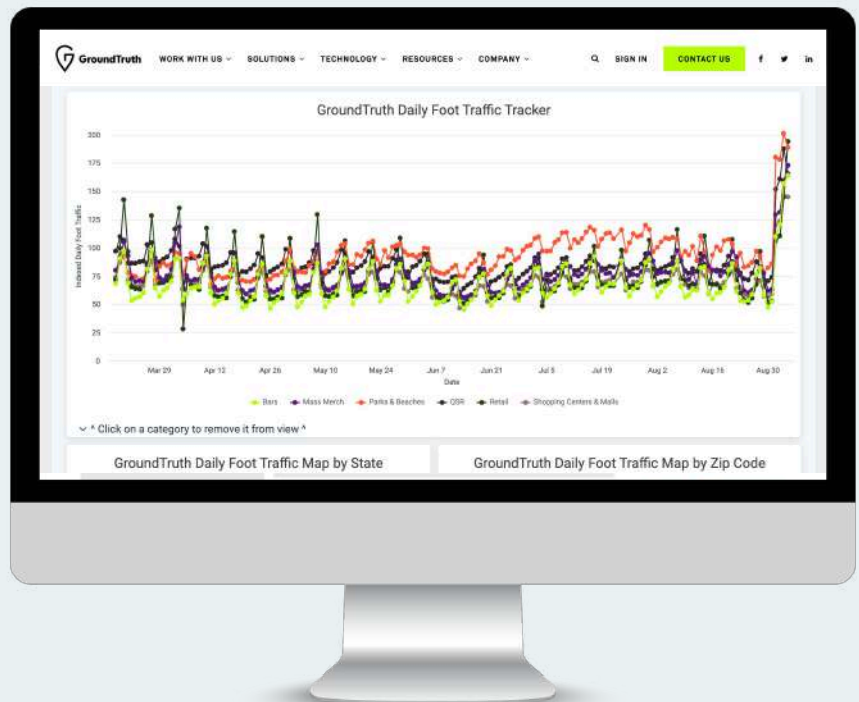 GroundTruth WORK WITH US SOLUTIONS TECHNOLOGY RESOURCES COMPANY SIGN IN CONTACT US f in
GroundTruth Daily Foot Traffic Tracker
200
175
150
125
100
75
50
25
0
Indexed Daily Foot Traffic
Mar 29 Apr 12 Apr 26 May 10 May 24 Jun 7 Jun 21 Jul 5 Jul 19 Aug 2 Aug 16 Aug 30
Date
Bars Mass Merch Parks & Beaches QSR Retail Shopping Centers & Malls
^ Click on a category to remove it from view ^
GroundTruth Daily Foot Traffic Map by State GroundTruth Daily Foot Traffic Map by Zip Code